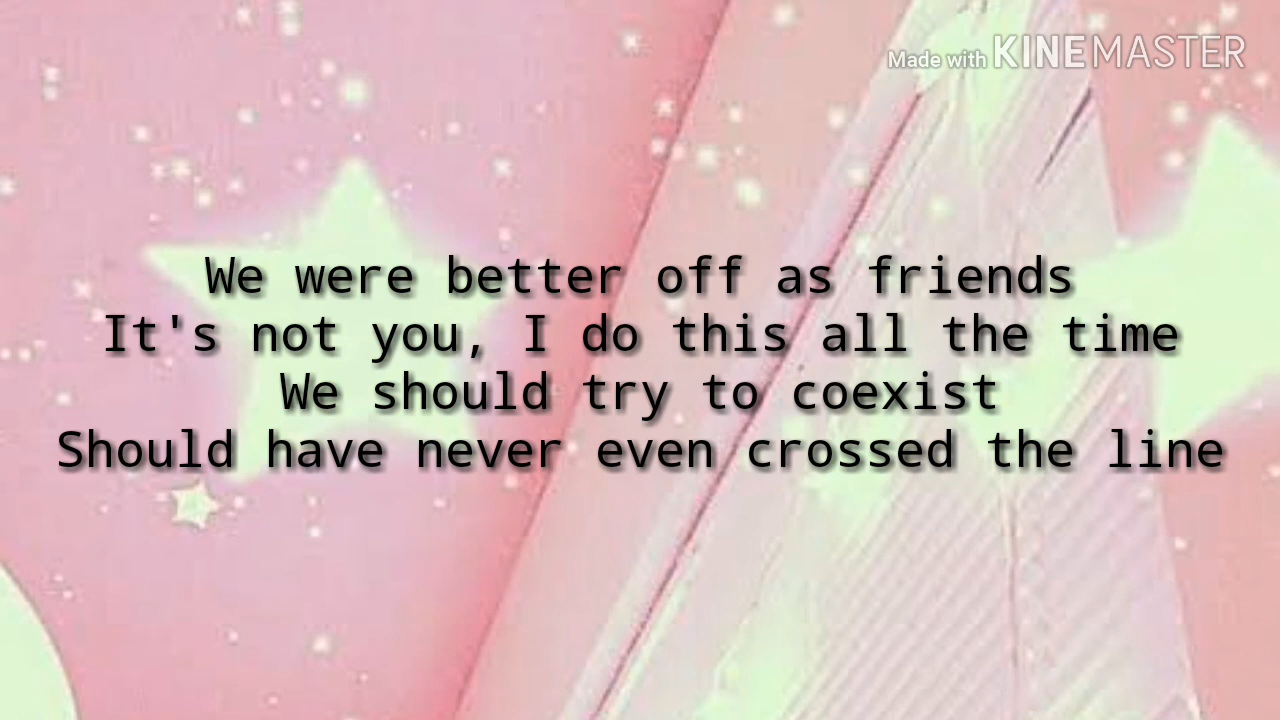 Made with KINEMASTER
We were better off as friends
It's not you, I do this all the time
We should try to coexist
Should have never even crossed the line